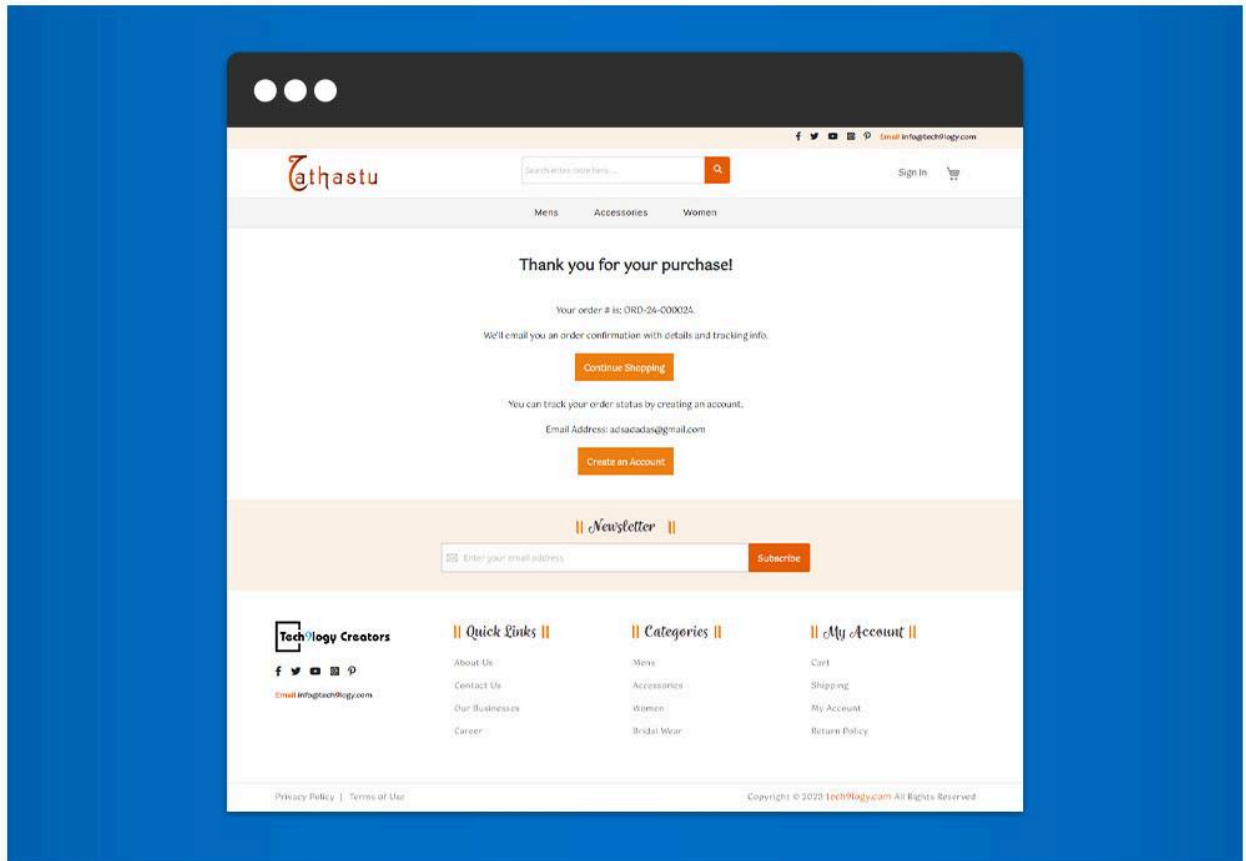 Email info@tech9logy.com
Tathastu
Search entire store here...
Sign In
Mens Accessories Women
Thank you for your purchase!
Your order # is: ORD-24-000024.
We'll email you an order confirmation with details and tracking info.
Continue Shopping
You can track your order status by creating an account.
Email Address: adsadadas@gmail.com
Create an Account
|| Newsletter ||
Enter your email address
Subscribe
Tech9logy Creators
Email info@tech9logy.com
|| Quick Links ||
About Us
Contact Us
Our Businesses
Career
|| Categories ||
Mens
Accessories
Women
Bridal Wear
|| My Account ||
Cart
Shipping
My Account
Return Policy
Privacy Policy | Terms of Use
Copyright © 2023 tech9logy.com All Rights Reserved